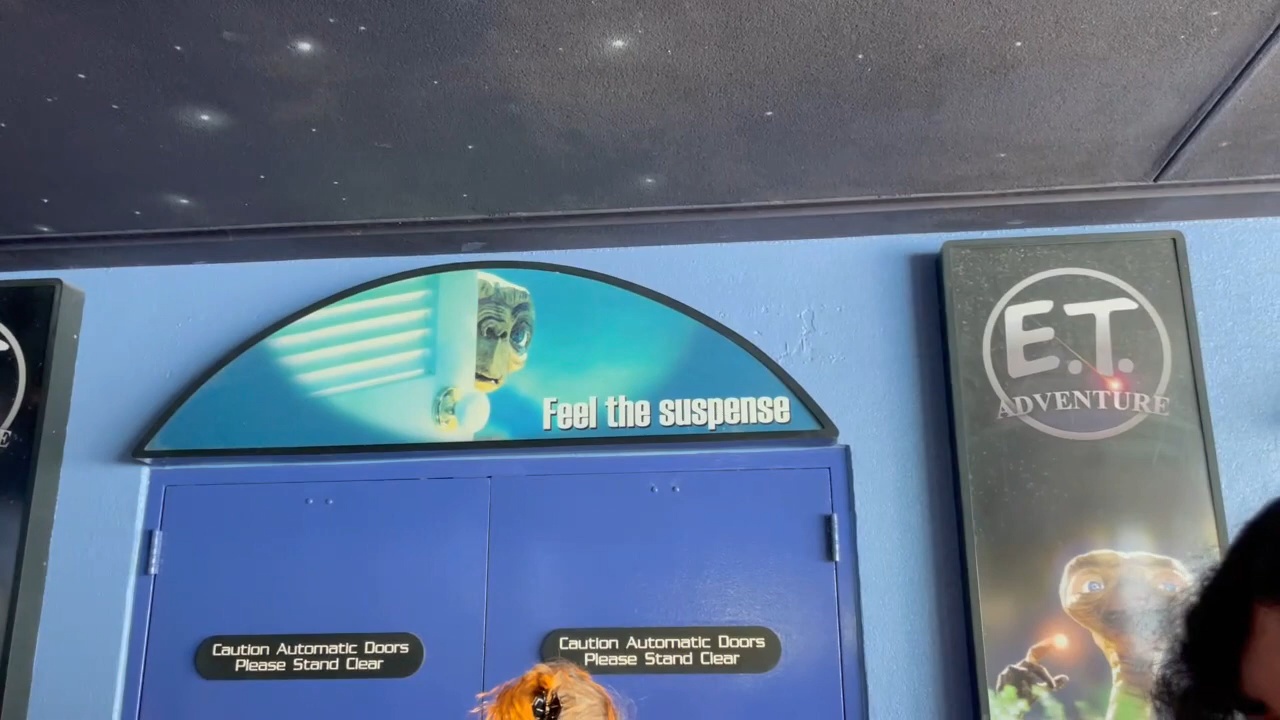 Feel the suspense
E.T.
ADVENTURE
Caution Automatic Doors
Please Stand Clear
Caution Automatic Doors
Please Stand Clear